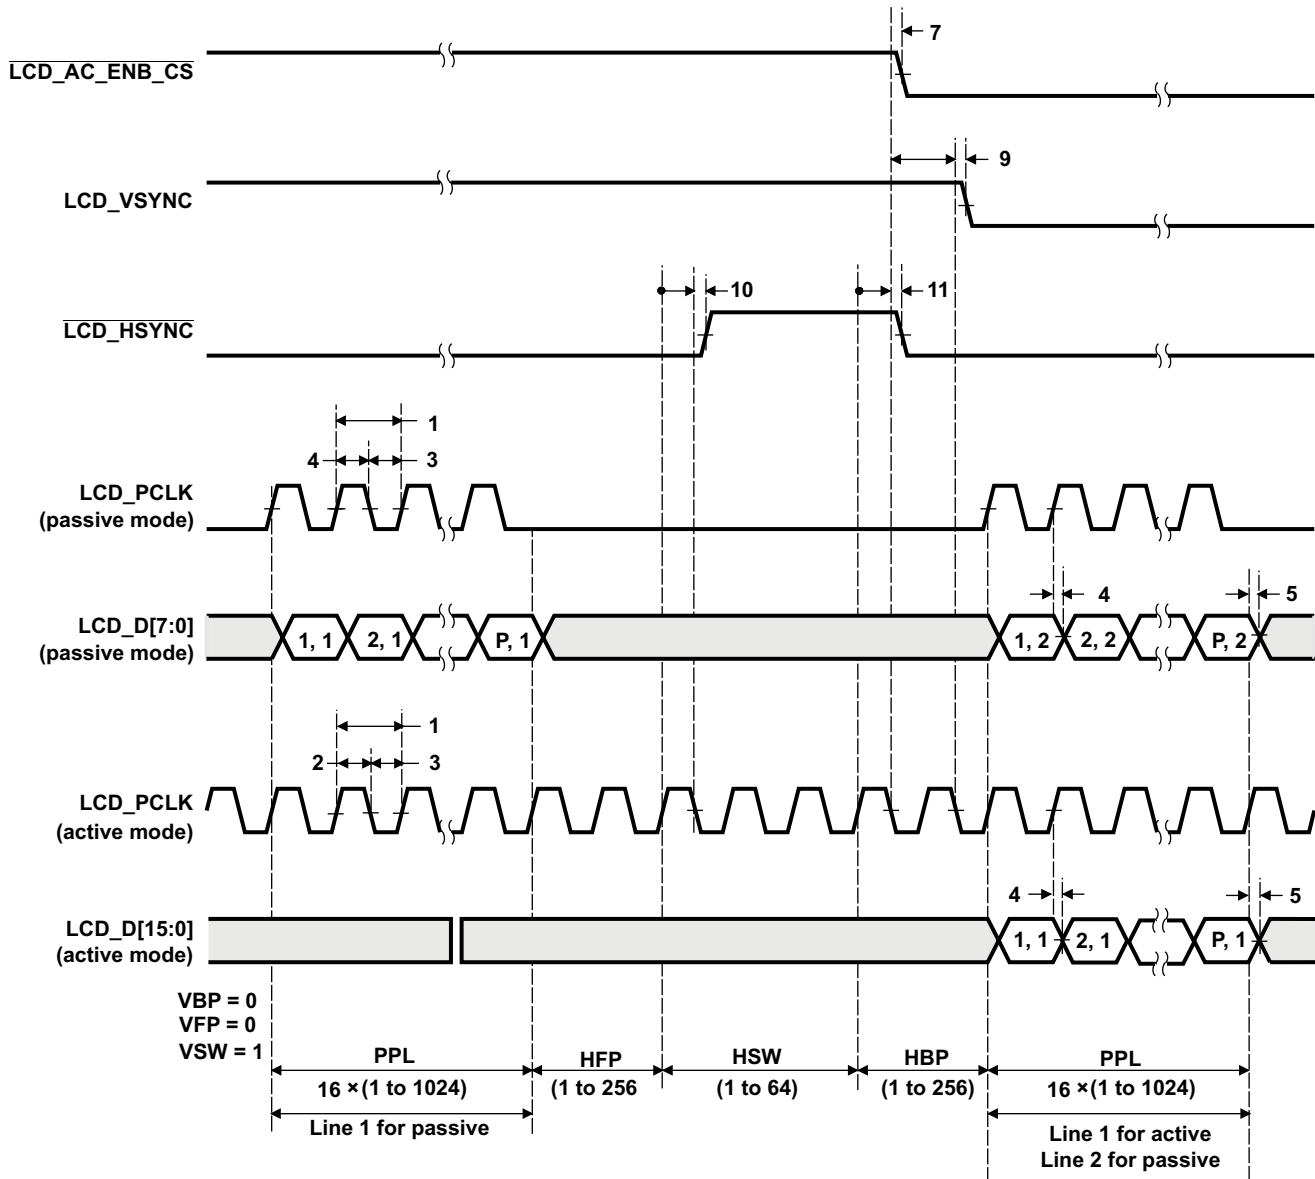 7
LCD_AC_ENB_CS
9
LCD_VSYNC
10
11
LCD_HSYNC
1
4
3
LCD_PCLK
(passive mode)
4
5
LCD_D[7:0]
(passive mode)
1, 1
2, 1
P, 1
1, 2
2, 2
P, 2
1
2
3
LCD_PCLK
(active mode)
4
5
LCD_D[15:0]
(active mode)
1, 1
2, 1
P, 1
VBP = 0
VFP = 0
VSW = 1
PPL
HFP
HSW
HBP
PPL
16 × (1 to 1024)
(1 to 256
(1 to 64)
(1 to 256)
16 × (1 to 1024)
Line 1 for passive
Line 1 for active
Line 2 for passive